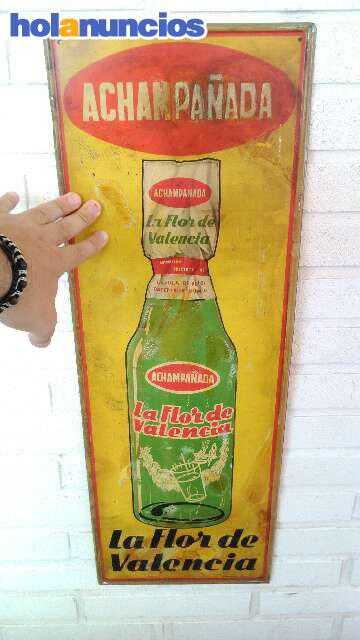 holanuncios
ACHAMPAÑADA
ACHAMPAÑADA
La Flor de
Valencia
ACHAMPAÑADA
La Flor de
Valencia
La Flor de
Valencia